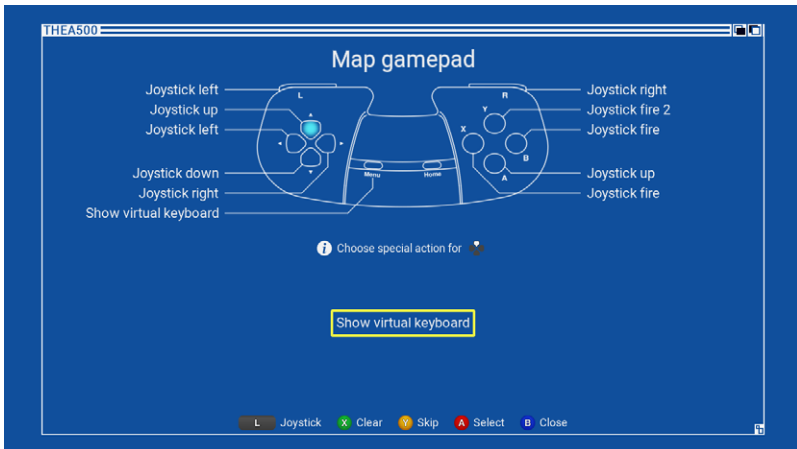 THEA500
Map gamepad
Joystick left
Joystick up
Joystick left
Joystick down
Joystick right
Show virtual keyboard
L
R
Y
X
B
A
Menu
Home
Joystick right
Joystick fire 2
Joystick fire
Joystick up
Joystick fire
i Choose special action for
Show virtual keyboard
L Joystick X Clear Y Skip A Select B Close